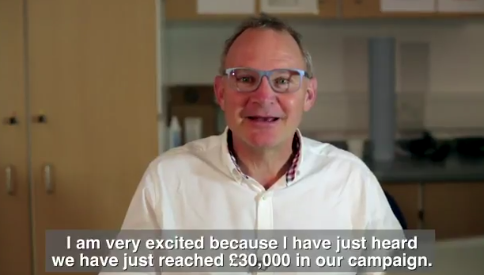 I am very excited because I have just heard
we have just reached £30,000 in our campaign.